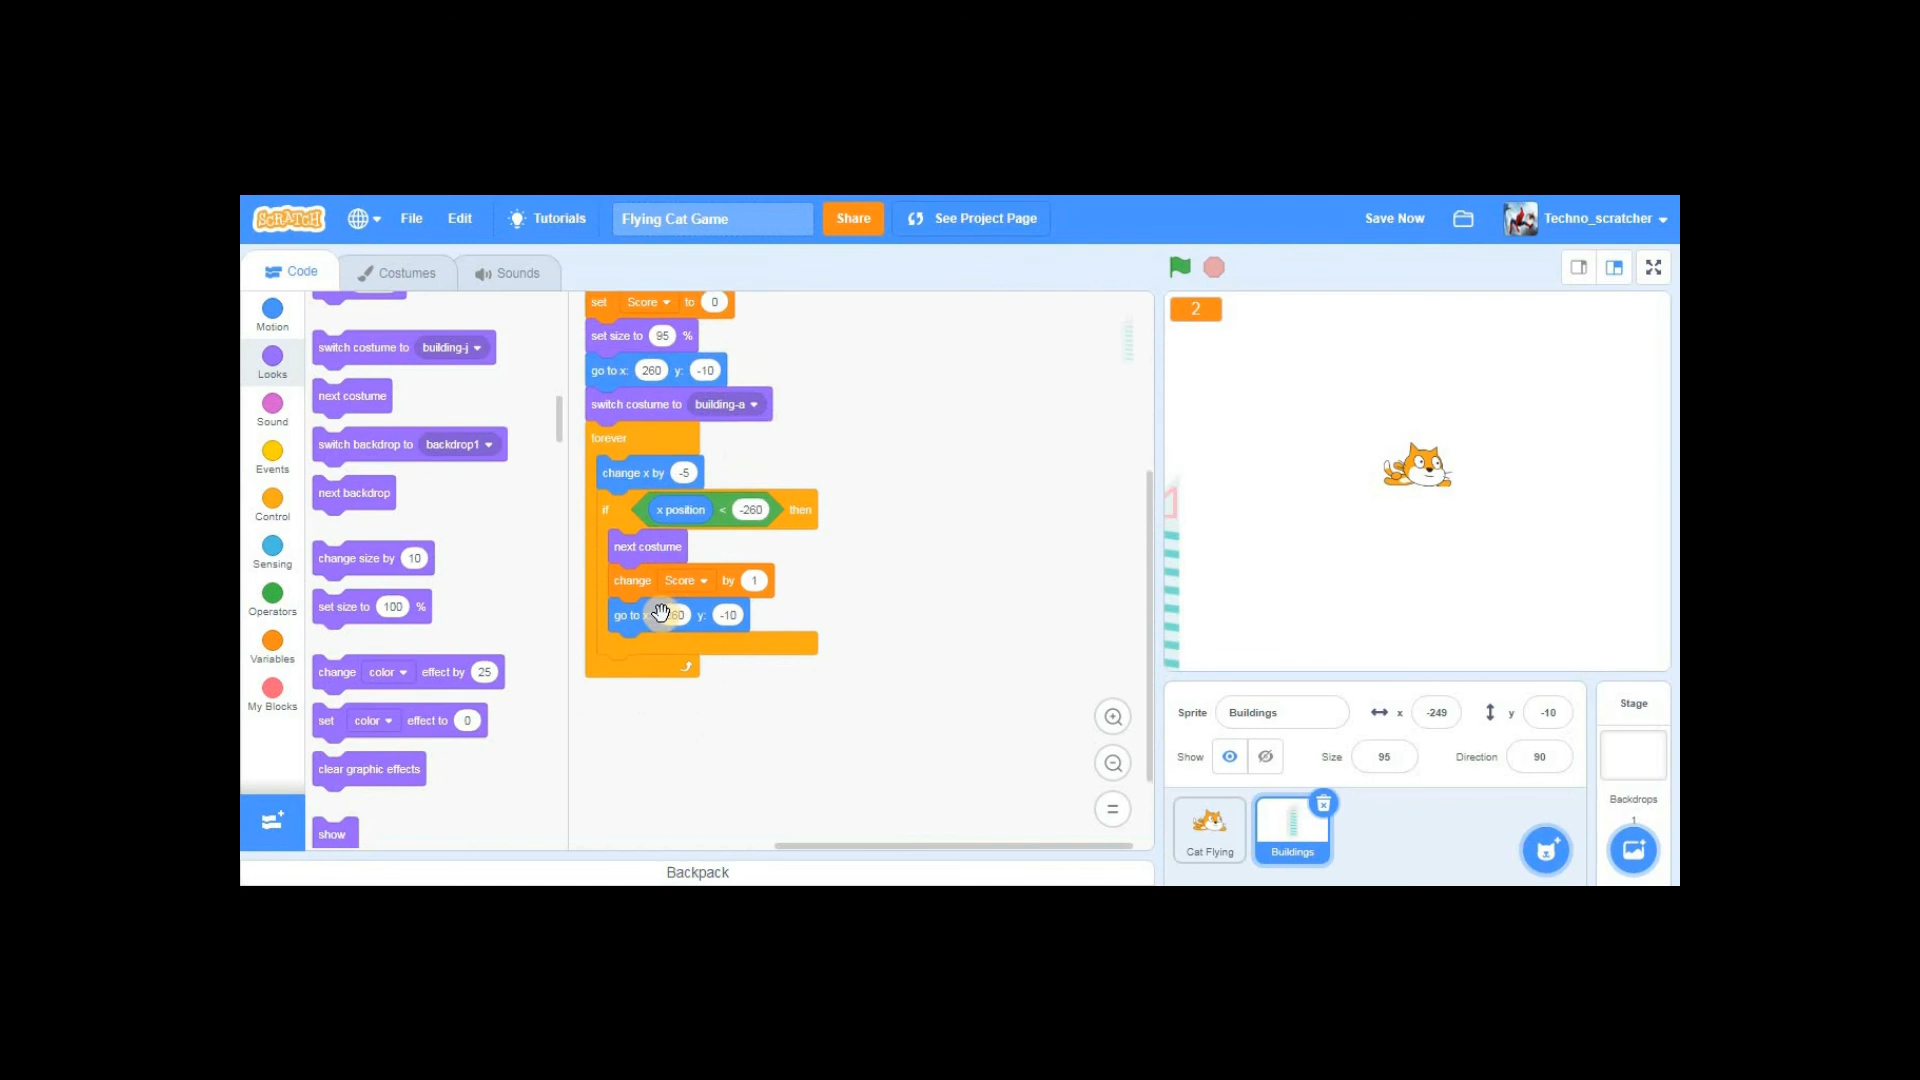 SCRATCH File Edit Tutorials Flying Cat Game Share See Project Page Save Now Techno_scratcher
Code Costumes Sounds
Motion
Looks
Sound
Events
Control
Sensing
Operators
Variables
My Blocks
switch costume to building-j
next costume
switch backdrop to backdrop1
next backdrop
change size by 10
set size to 100 %
change color effect by 25
set color effect to 0
clear graphic effects
show
set Score to 0
set size to 95 %
go to x: 260 y: -10
switch costume to building-a
forever
change x by -5
if x position < -260 then
next costume
change Score by 1
go to y: -10
Backpack
2
Sprite Buildings x -249 y -10
Show Size 95 Direction 90
Cat Flying
Buildings
Stage
Backdrops
1